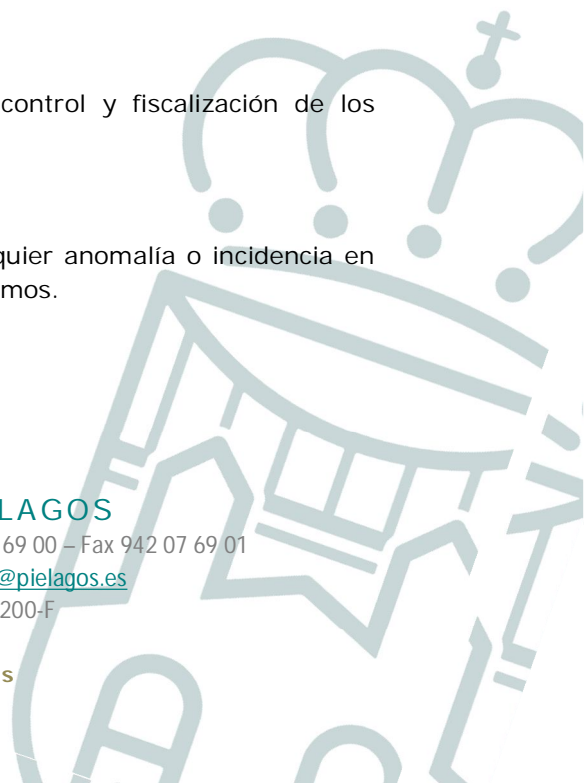 control y fiscalización de los
quier anomalía o incidencia en
mos.
LAGOS
69 00 – Fax 942 07 69 01
@pielagos.es
200-F
s